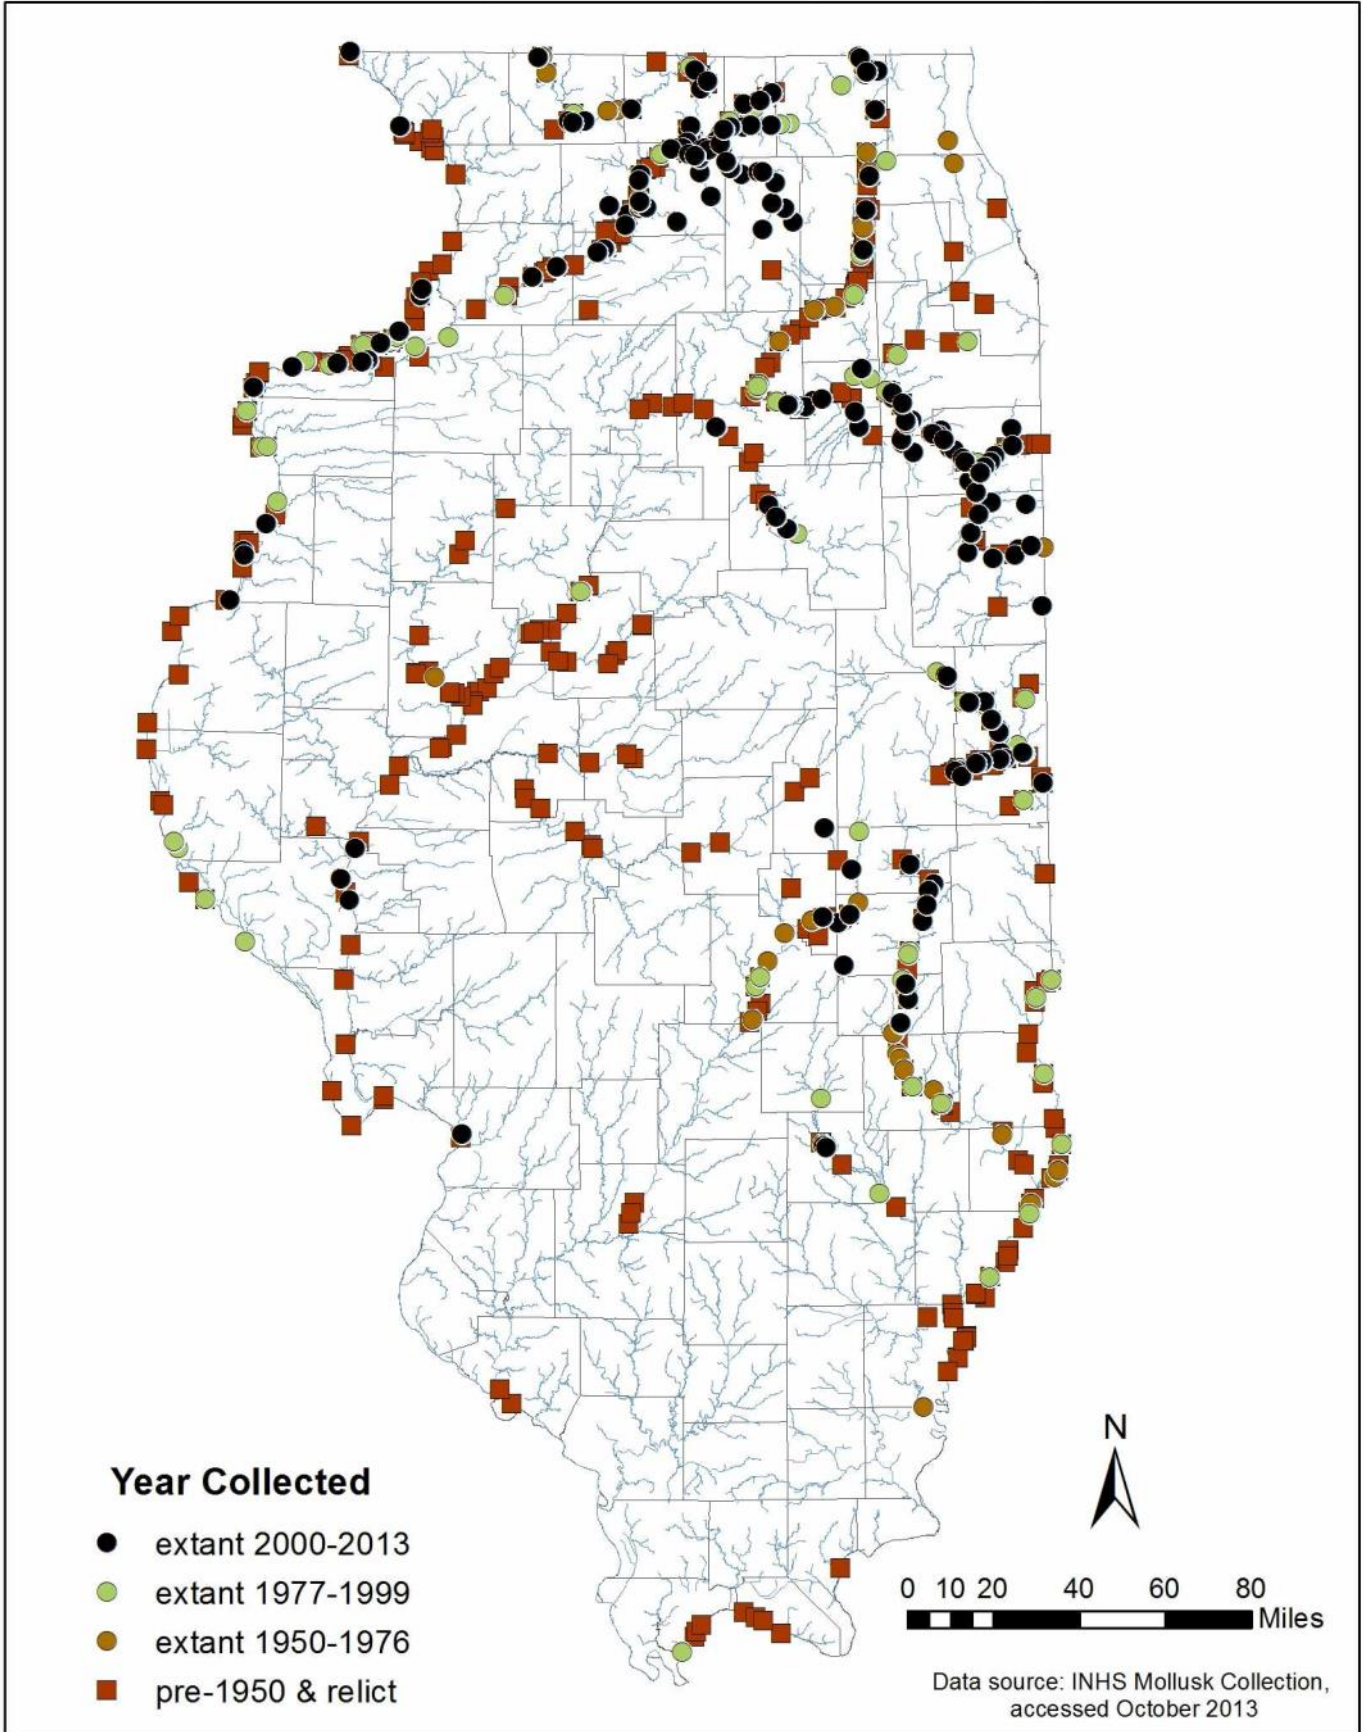 N
Year Collected
extant 2000-2013
extant 1977-1999
extant 1950-1976
pre-1950 & relict
0 10 20 40 60 80
Miles
Data source: INHS Mollusk Collection,
accessed October 2013